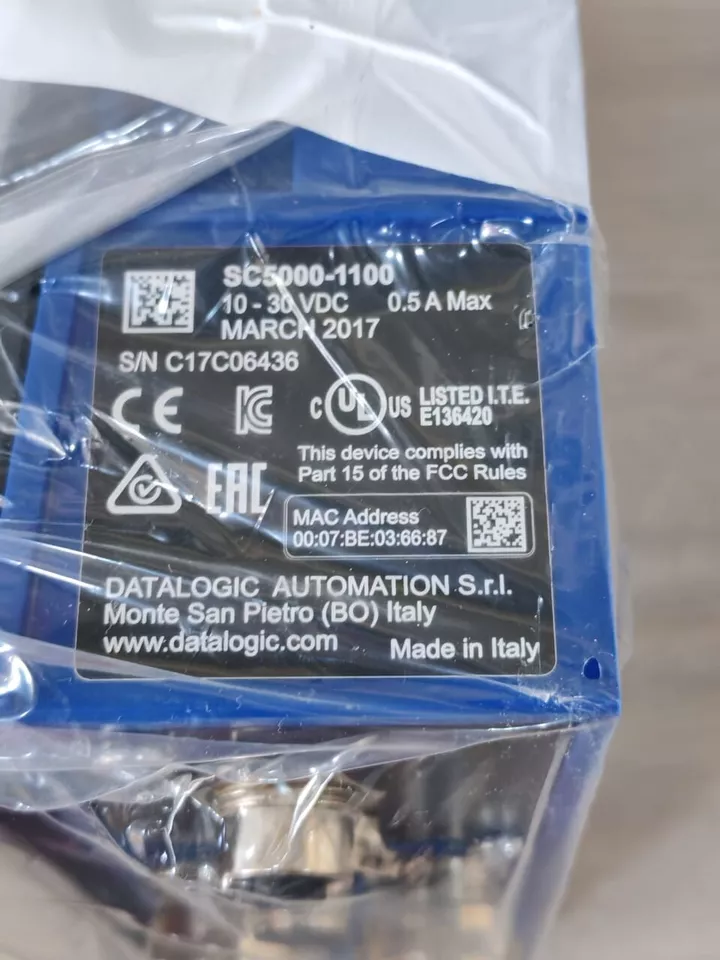 SC5000-1100
10 - 30 VDC 0.5 A Max
MARCH 2017
S/N C17C06436
CE
c UL US LISTED I.T.E.
E136420
This device complies with
Part 15 of the FCC Rules
EAC
MAC Address
00:07:BE:03:66:87
DATALOGIC AUTOMATION S.r.l.
Monte San Pietro (BO) Italy
www.datalogic.com
Made in Italy